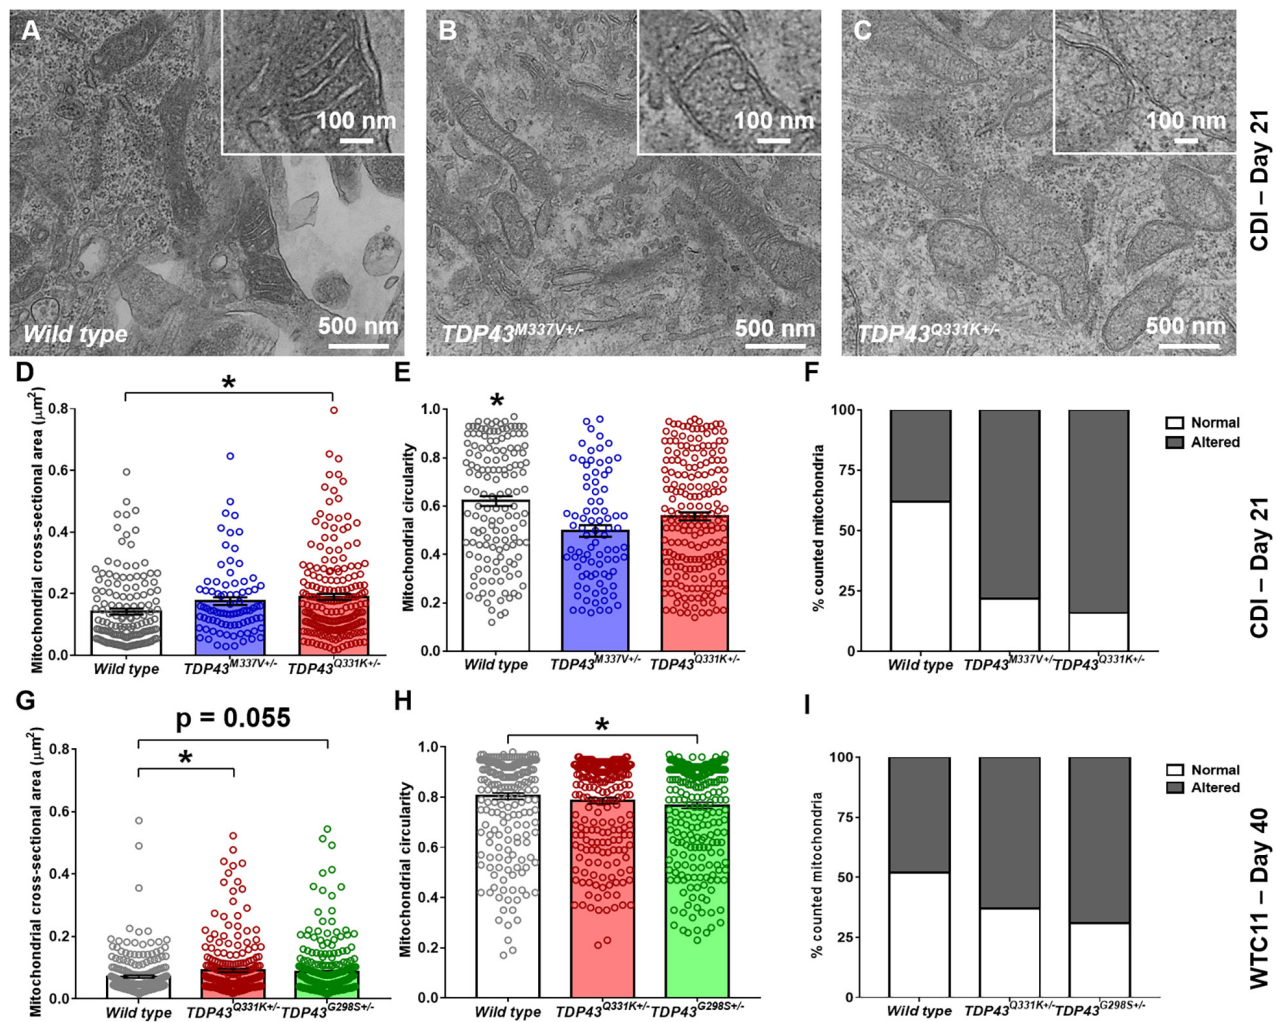 A
100 nm
Wild type
500 nm
B
100 nm
TDP43M337V+/-
500 nm
C
100 nm
TDP43Q331K+/-
500 nm
CDI – Day 21
D
Mitochondrial cross-sectional area (μm2)
0.8
0.6
0.4
0.2
0.0
*
Wild type
TDP43M337V+/-
TDP43Q331K+/-
E
Mitochondrial circularity
1.0
0.8
0.6
0.4
0.2
0.0
*
Wild type
TDP43M337V+/-
TDP43Q331K+/-
F
% counted mitochondria
100
75
50
25
0
Wild type
TDP43M337V+/-
TDP43Q331K+/-
Normal
Altered
CDI – Day 21
G
Mitochondrial cross-sectional area (μm2)
0.8
0.6
0.4
0.2
0.0
p = 0.055
*
Wild type
TDP43Q331K+/-
TDP43G298S+/-
H
Mitochondrial circularity
1.0
0.8
0.6
0.4
0.2
0.0
*
Wild type
TDP43Q331K+/-
TDP43G298S+/-
I
% counted mitochondria
100
75
50
25
0
Wild type
TDP43Q331K+/-
TDP43G298S+/-
Normal
Altered
WTC11 – Day 40